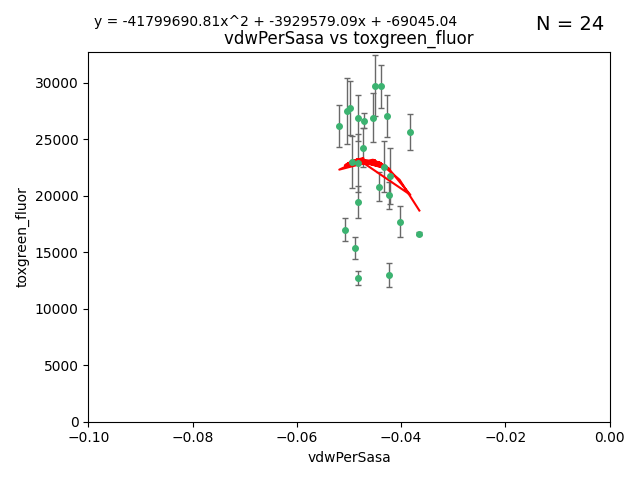 y = -41799690.81x^2 + -3929579.09x + -69045.04
N = 24
vdwPerSasa vs toxgreen_fluor
30000
25000
20000
15000
10000
5000
0
toxgreen_fluor
−0.10
−0.08
−0.06
−0.04
−0.02
0.00
vdwPerSasa